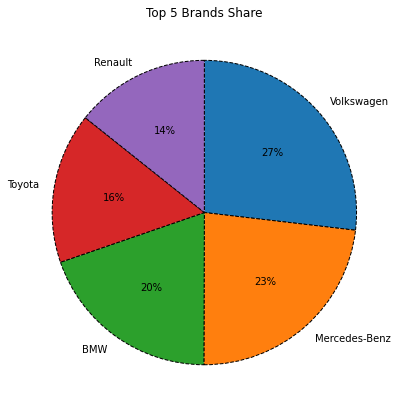 Top 5 Brands Share
Renault
Volkswagen
14%
27%
Toyota
16%
20%
23%
BMW
Mercedes-Benz